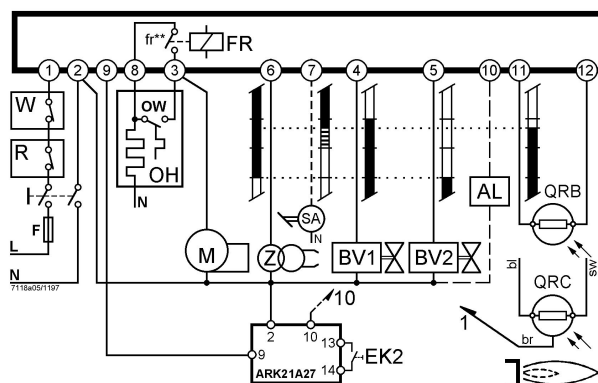 fr** FR
1 2 9 8 3 6 7 4 5 10 11 12
W
OW
R
OH
N
AL
QRB
F
SA
N
L
M
Z
BV1
BV2
bl
sw
QRC
N
7118a05/1197
10
1
br
2
10
13
9
14
EK2
ARK21A27